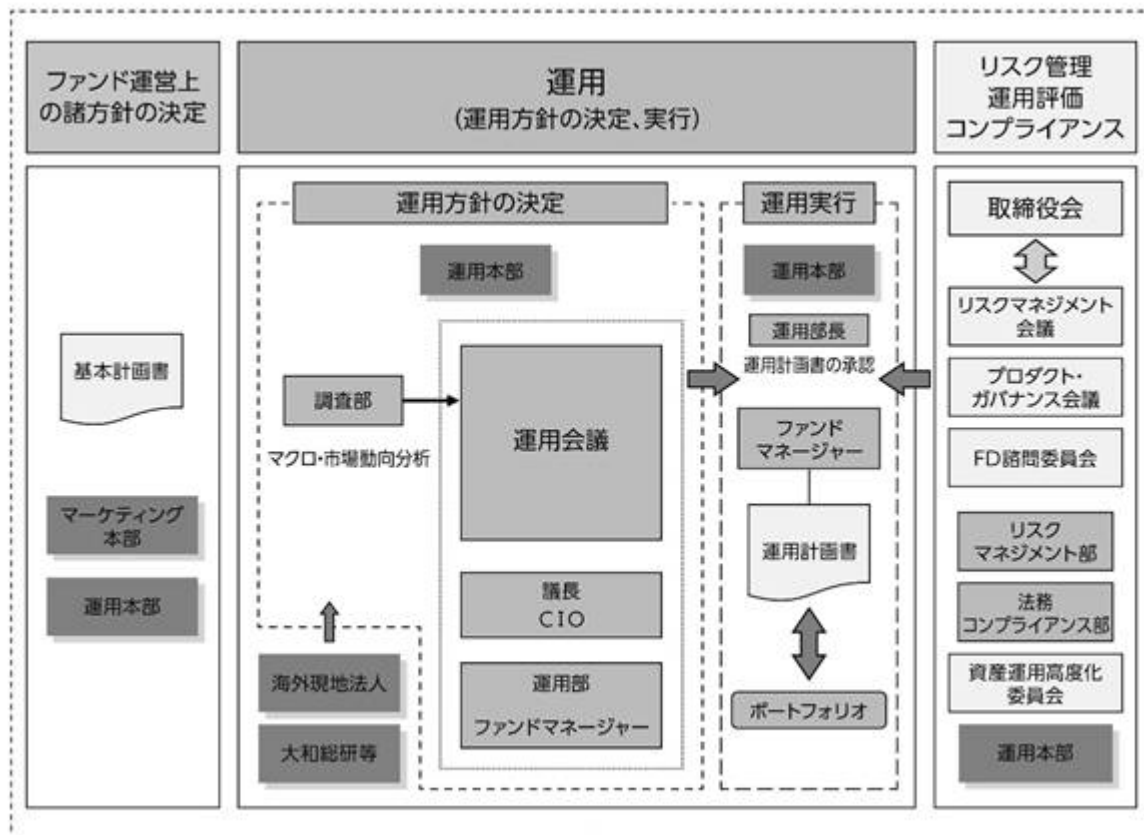 ファンド運営上
の諸方針の決定
運用
(運用方針の決定、実行)
リスク管理
運用評価
コンプライアンス
基本計画書
マーケティング
本部
運用本部
運用方針の決定
運用本部
調査部
マクロ・市場動向分析
運用会議
議長
CIO
運用部
ファンドマネージャー
海外現地法人
大和総研等
運用実行
運用本部
運用部長
運用計画書の承認
ファンド
マネージャー
運用計画書
ポートフォリオ
取締役会
リスクマネジメント
会議
プロダクト・
ガバナンス会議
FD諮問委員会
リスク
マネジメント部
法務
コンプライアンス部
資産運用高度化
委員会
運用本部